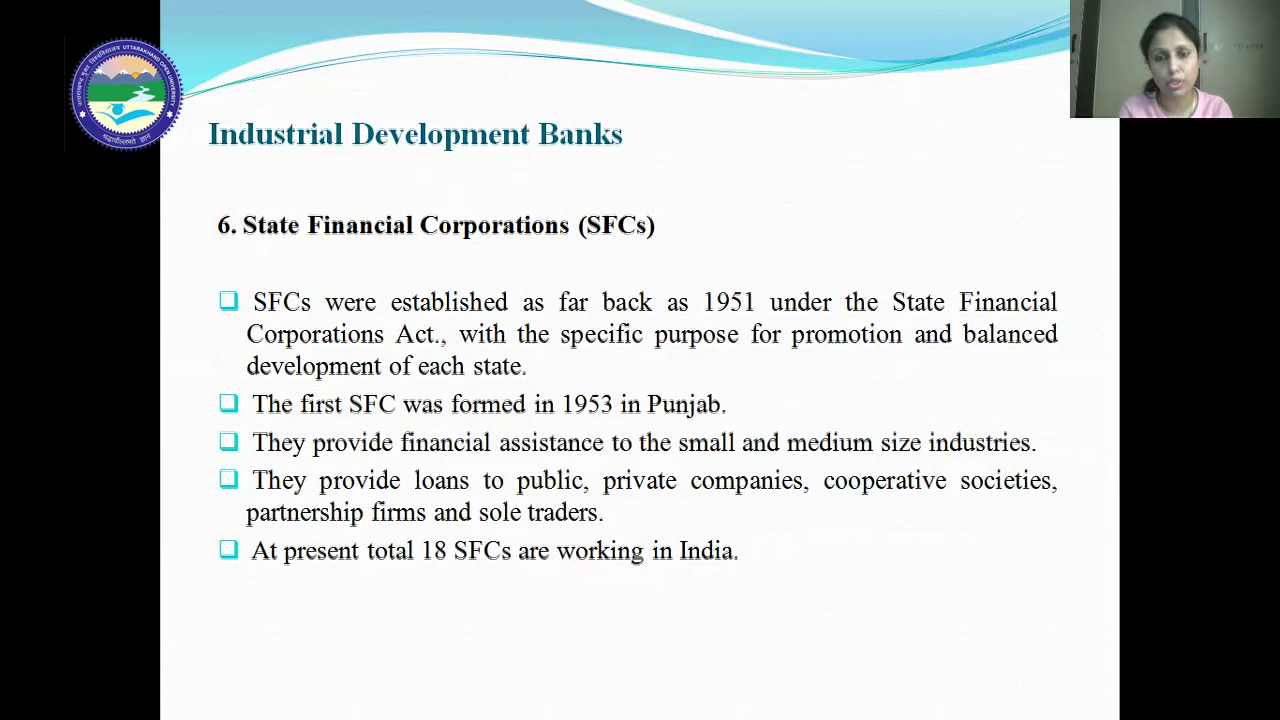 UTTARAKHAND OPEN UNIVERSITY
Industrial Development Banks
6. State Financial Corporations (SFCs)
❑ SFCs were established as far back as 1951 under the State Financial
Corporations Act., with the specific purpose for promotion and balanced
development of each state.
❑ The first SFC was formed in 1953 in Punjab.
❑ They provide financial assistance to the small and medium size industries.
❑ They provide loans to public, private companies, cooperative societies,
partnership firms and sole traders.
❑ At present total 18 SFCs are working in India.